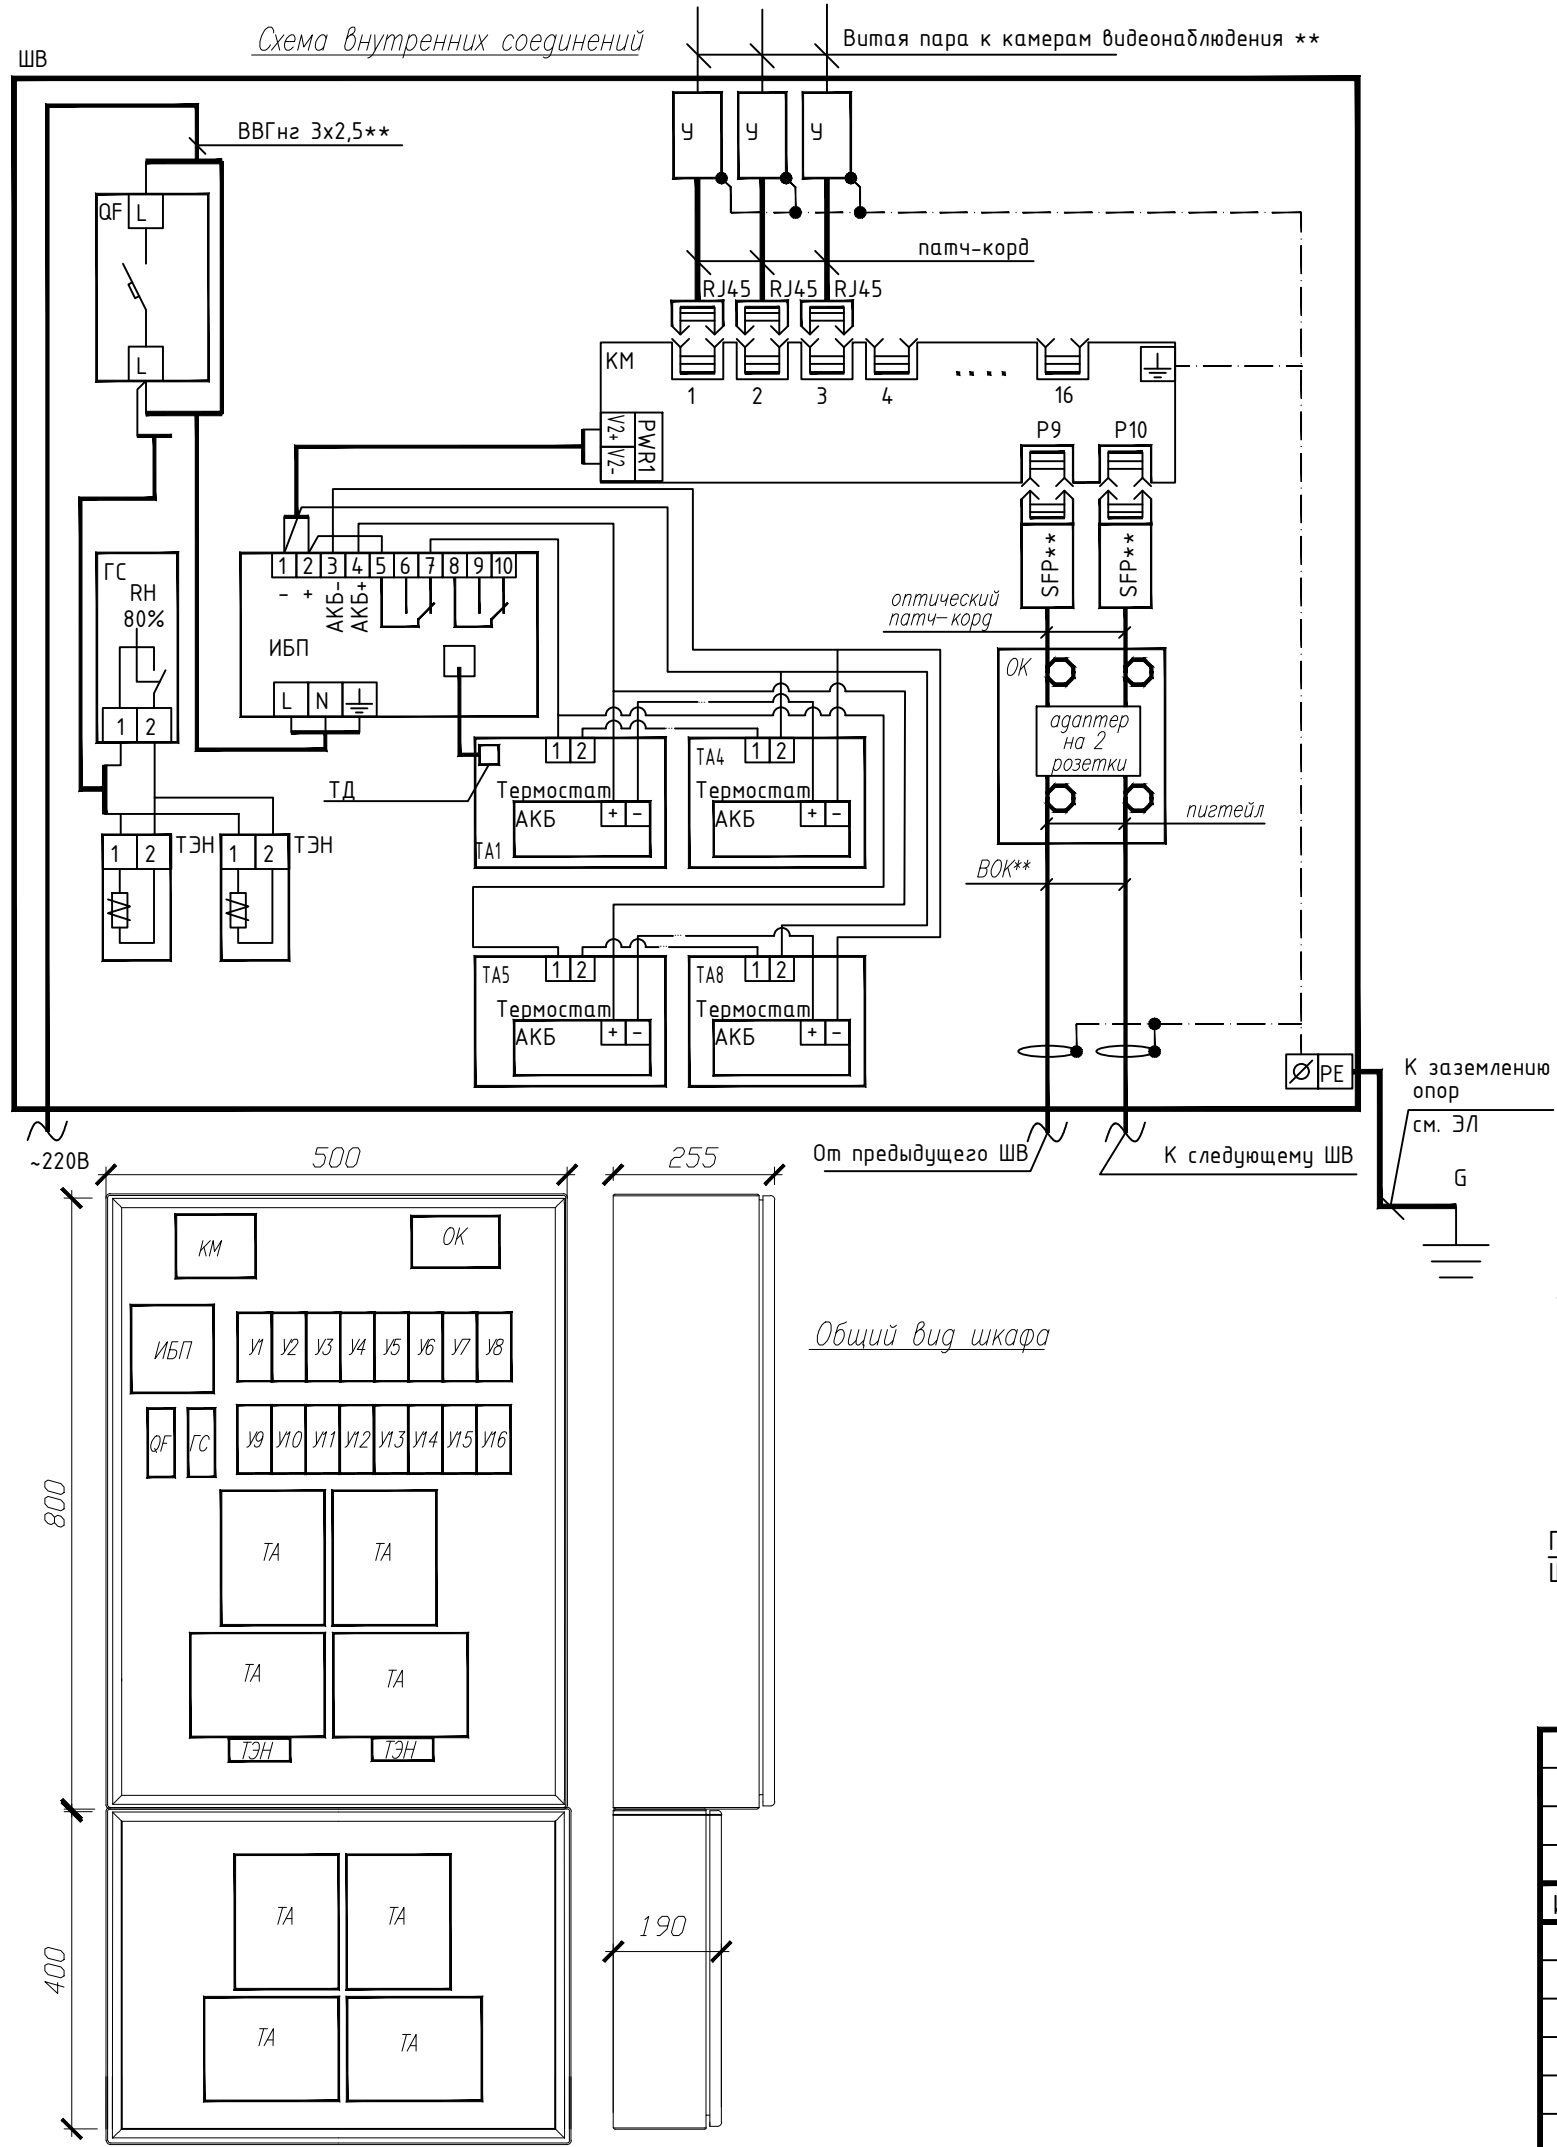 Схема внутренних соединений
Витая пара к камерам видеонаблюдения **
ШВ
ВВГнг 3х2,5**
У У У
QF L
L
патч-корд
RJ45 RJ45 RJ45
КМ
1 2 3 4 .... 16
V2+ V2- PWR1
P9 P10
SFP** SFP**
1 2 3 4 5 6 7 8 9 10
- + АКБ- АКБ+
ИБП
L N
ГС
RH
80%
1 2
оптический
патч-корд
ОК
адаптер
на 2
розетки
пигтейл
ВОК**
ТД
1 2
Термостат
АКБ + -
ТА1
ТА4 1 2
Термостат
АКБ + -
1 2 ТЭН 1 2 ТЭН
ТА5 1 2
Термостат
АКБ + -
ТА8 1 2
Термостат
АКБ + -
PE
К заземлению
опор
см. ЭЛ
G
~220В
От предыдущего ШВ
К следующему ШВ
500
255
КМ ОК
ИБП У1 У2 У3 У4 У5 У6 У7 У8
Общий вид шкафа
QF ГС У9 У10 У11 У12 У13 У14 У15 У16
800
ТА ТА
ТА ТА
ТЭН ТЭН
ТА ТА
190
400
ТА ТА